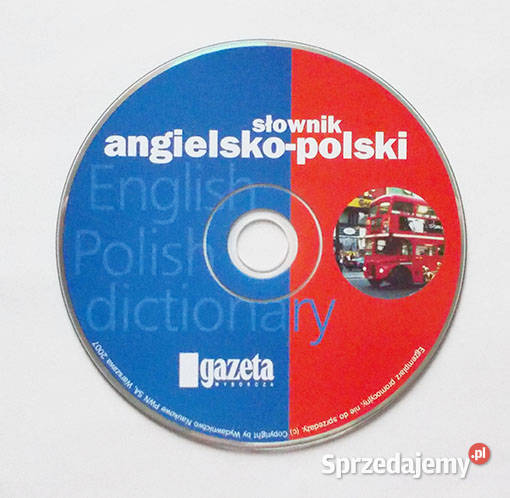 słownik
angielsko-polski
English
Polish
dictionary
gazeta
WYBORCZA
Egzemplarz promocyjny, nie do sprzedaży. (c) Copyright by Wydawnictwo Naukowe PWN SA, Warszawa 2007
Sprzedajemy.pl